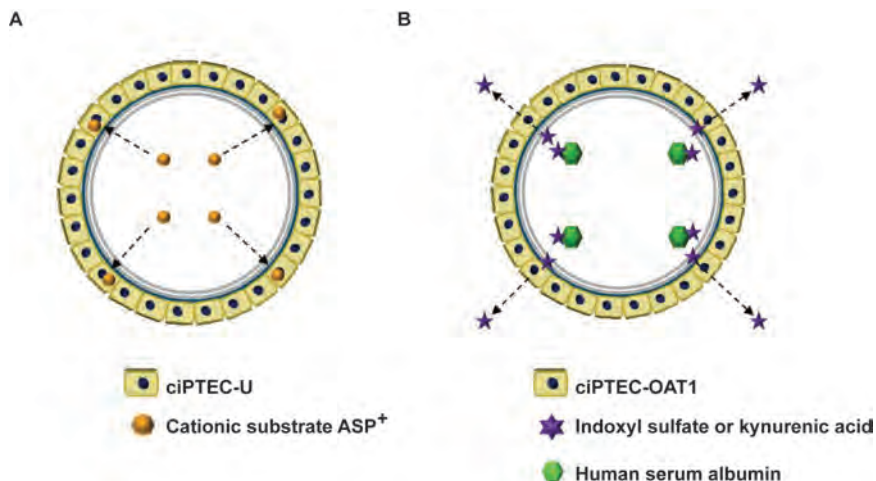 A
B
ciPTEC-U
Cationic substrate ASP+
ciPTEC-OAT1
Indoxyl sulfate or kynurenic acid
Human serum albumin